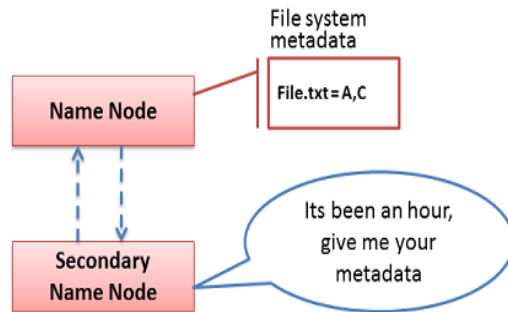 File system
metadata
Name Node
File.txt = A,C
Secondary
Name Node
Its been an hour,
give me your
metadata